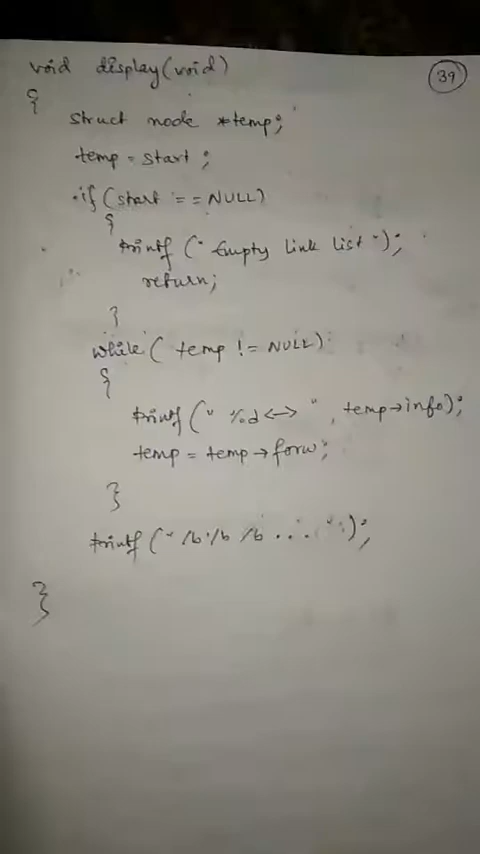 void display(void)
39
{
struct node *temp;
temp = start;
if (start == NULL)
{
printf (" Empty Link List ");
return;
}
while ( temp != NULL)
{
printf (" %d<-> ", temp→info);
temp = temp→forw;
}
printf (" /b /b /b ... ");
}